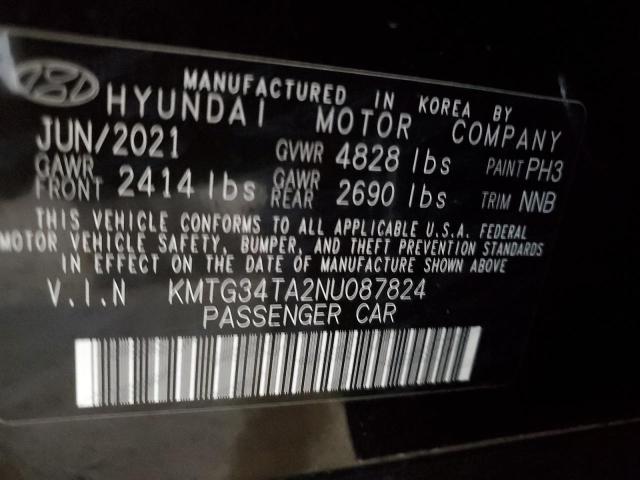 MANUFACTURED IN KOREA BY
HYUNDAI MOTOR COMPANY
JUN/2021 GVWR 4828 lbs PAINT PH3
GAWR FRONT 2414 lbs GAWR REAR 2690 lbs TRIM NNB
THIS VEHICLE CONFORMS TO ALL APPLICABLE U.S.A. FEDERAL
MOTOR VEHICLE SAFETY, BUMPER, AND THEFT PREVENTION STANDARDS
IN EFFECT ON THE DATE OF MANUFACTURE SHOWN ABOVE
V.I.N KMTG34TA2NU087824
PASSENGER CAR